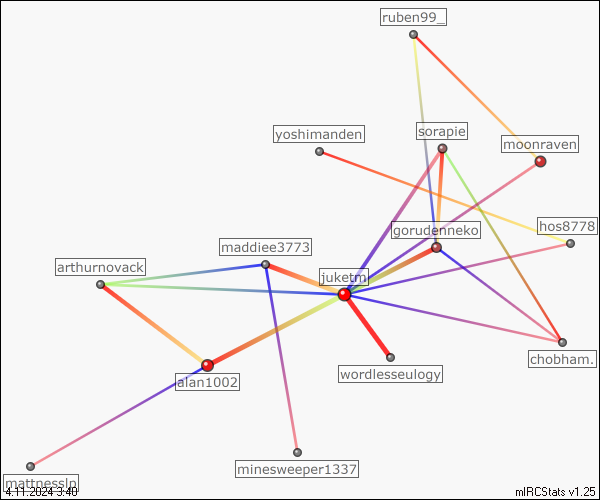 ruben99_
yoshimanden
sorapie
moonraven
hos8778
gorudenneko
maddiee3773
arthurnovack
juketm
chobham.
wordlesseulogy
alan1002
minesweeper1337
mattnesslp
4.11.2024 3:40
mIRCStats v1.25